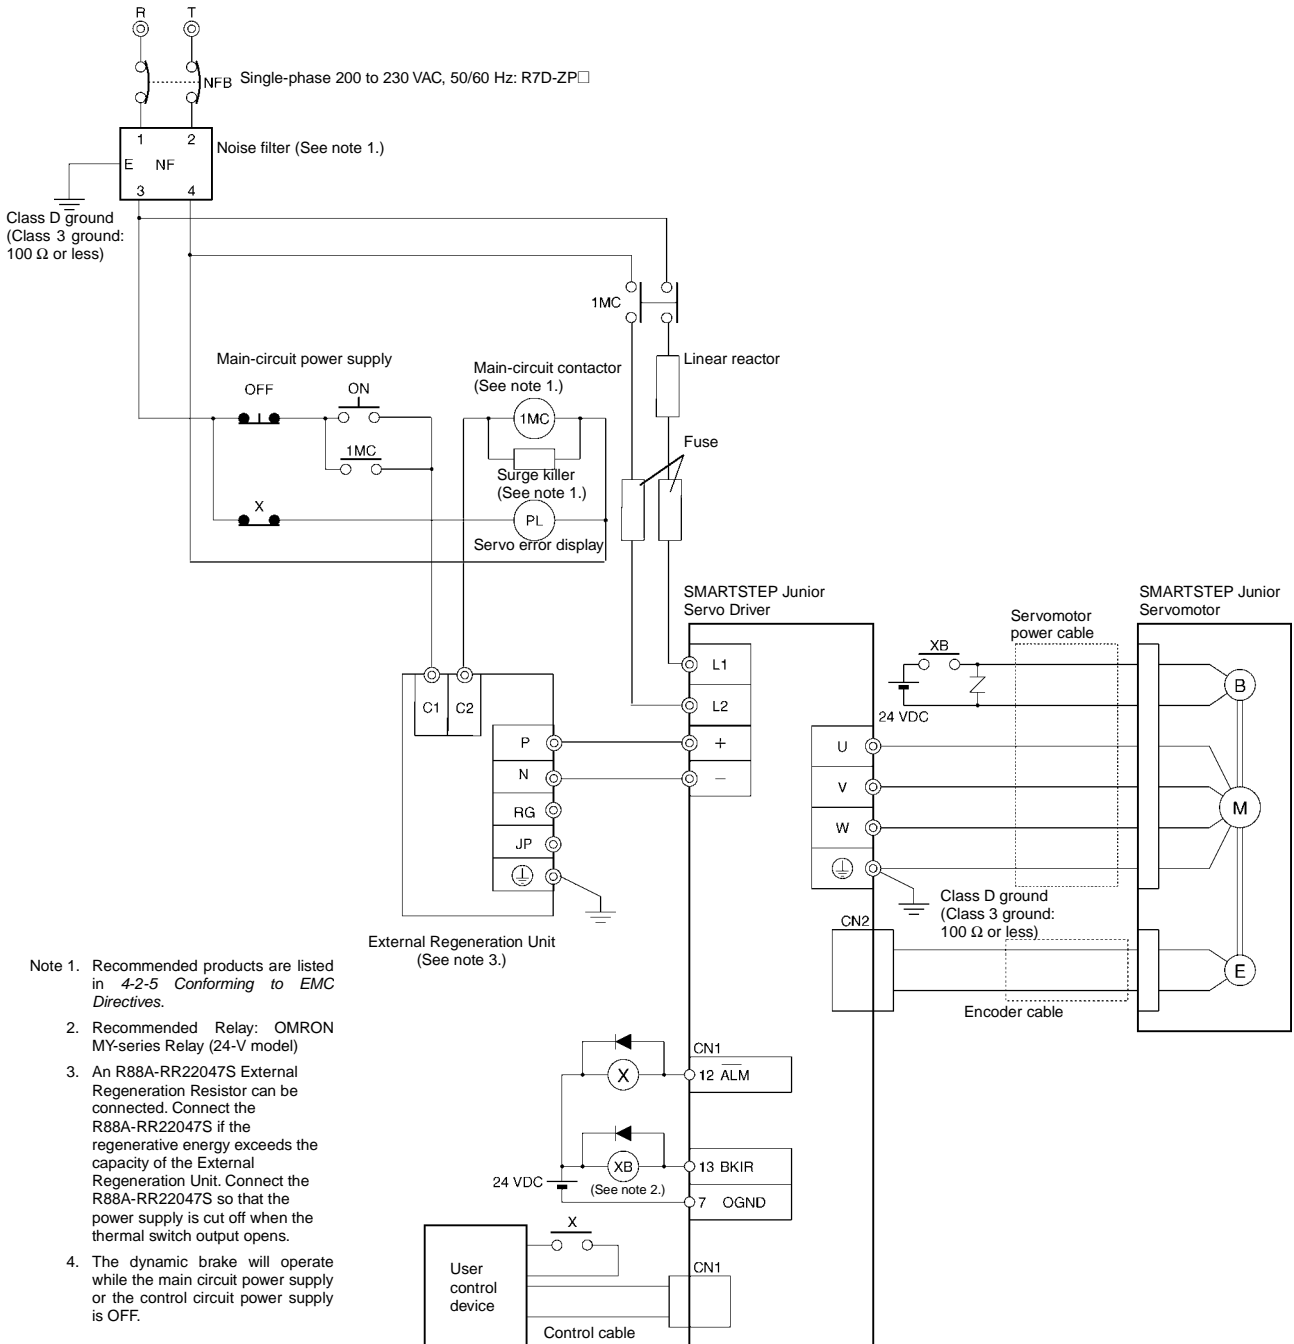 R
T
NFB
Single-phase 200 to 230 VAC, 50/60 Hz: R7D-ZP□
1
2
Noise filter (See note 1.)
E
NF
3
4
Class D ground
(Class 3 ground:
100 Ω or less)
1MC
Main-circuit power supply
OFF
ON
1MC
X
Main-circuit contactor
(See note 1.)
1MC
Surge killer
(See note 1.)
PL
Servo error display
Linear reactor
Fuse
SMARTSTEP Junior
Servo Driver
SMARTSTEP Junior
Servomotor
Servomotor
power cable
XB
24 VDC
L1
L2
+
−
C1
C2
P
N
RG
JP
External Regeneration Unit
(See note 3.)
U
V
W
B
M
E
Class D ground
(Class 3 ground:
100 Ω or less)
CN2
Encoder cable
Note 1. Recommended products are listed
in 4-2-5 Conforming to EMC
Directives.
2. Recommended Relay: OMRON
MY-series Relay (24-V model)
3. An R88A-RR22047S External
Regeneration Resistor can be
connected. Connect the
R88A-RR22047S if the
regenerative energy exceeds the
capacity of the External
Regeneration Unit. Connect the
R88A-RR22047S so that the
power supply is cut off when the
thermal switch output opens.
4. The dynamic brake will operate
while the main circuit power supply
or the control circuit power supply
is OFF.
CN1
X
12 ALM
XB
(See note 2.)
13 BKIR
24 VDC
7 OGND
X
User
control
device
CN1
Control cable